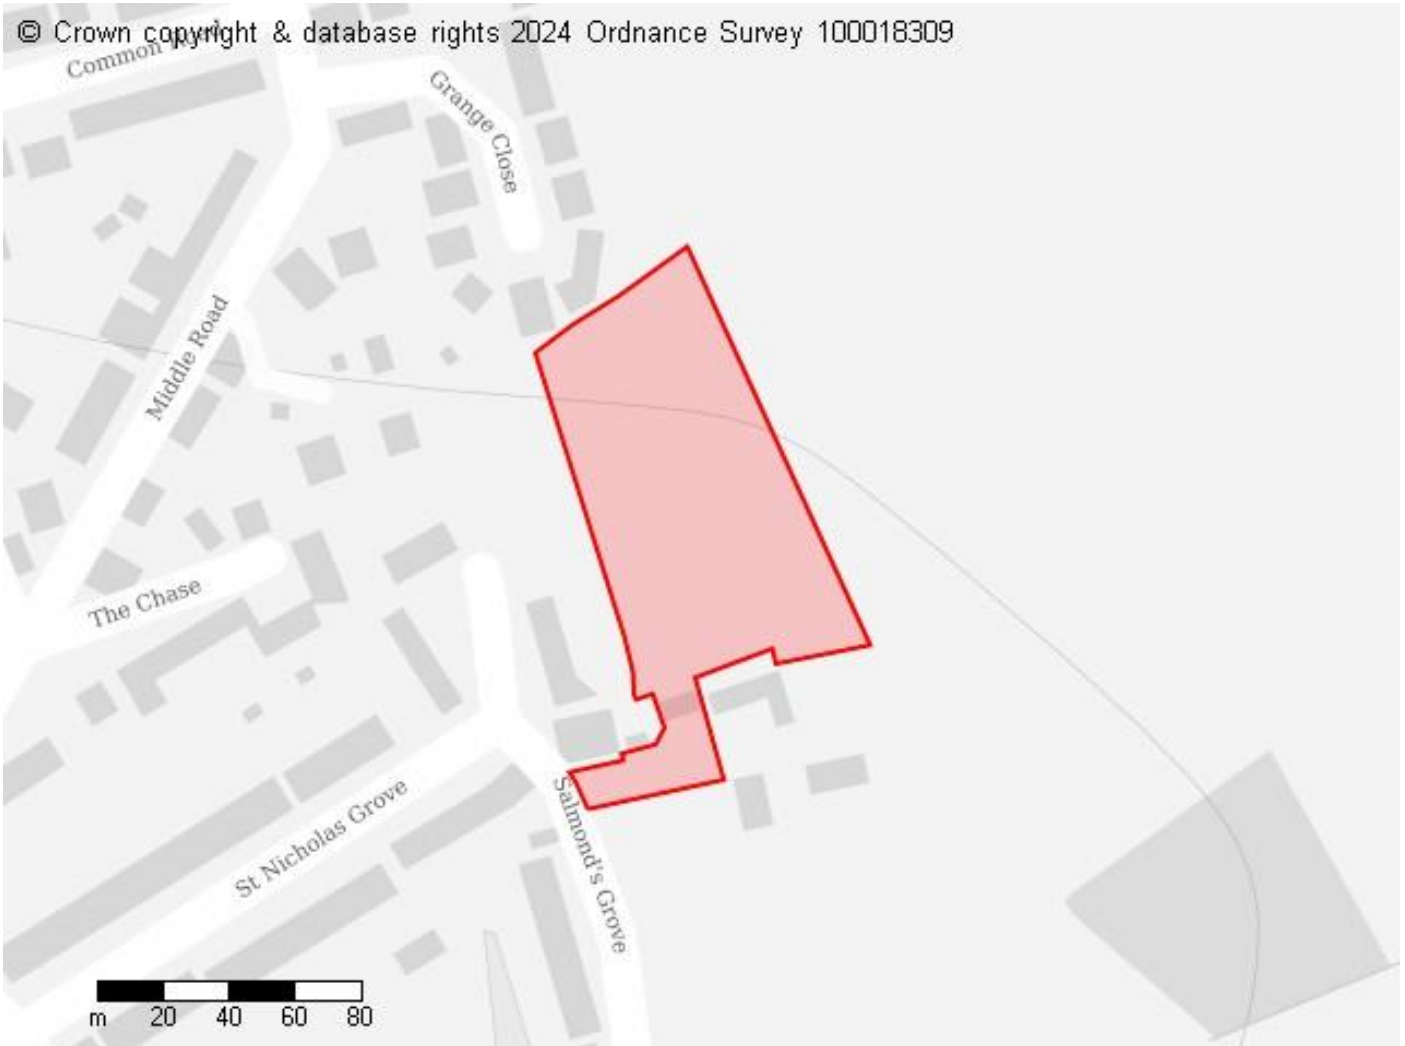 © Crown copyright & database rights 2024 Ordnance Survey 100018309
Common Road
Grange Close
Middle Road
The Chase
St Nicholas Grove
Salmond's Grove
m 20 40 60 80